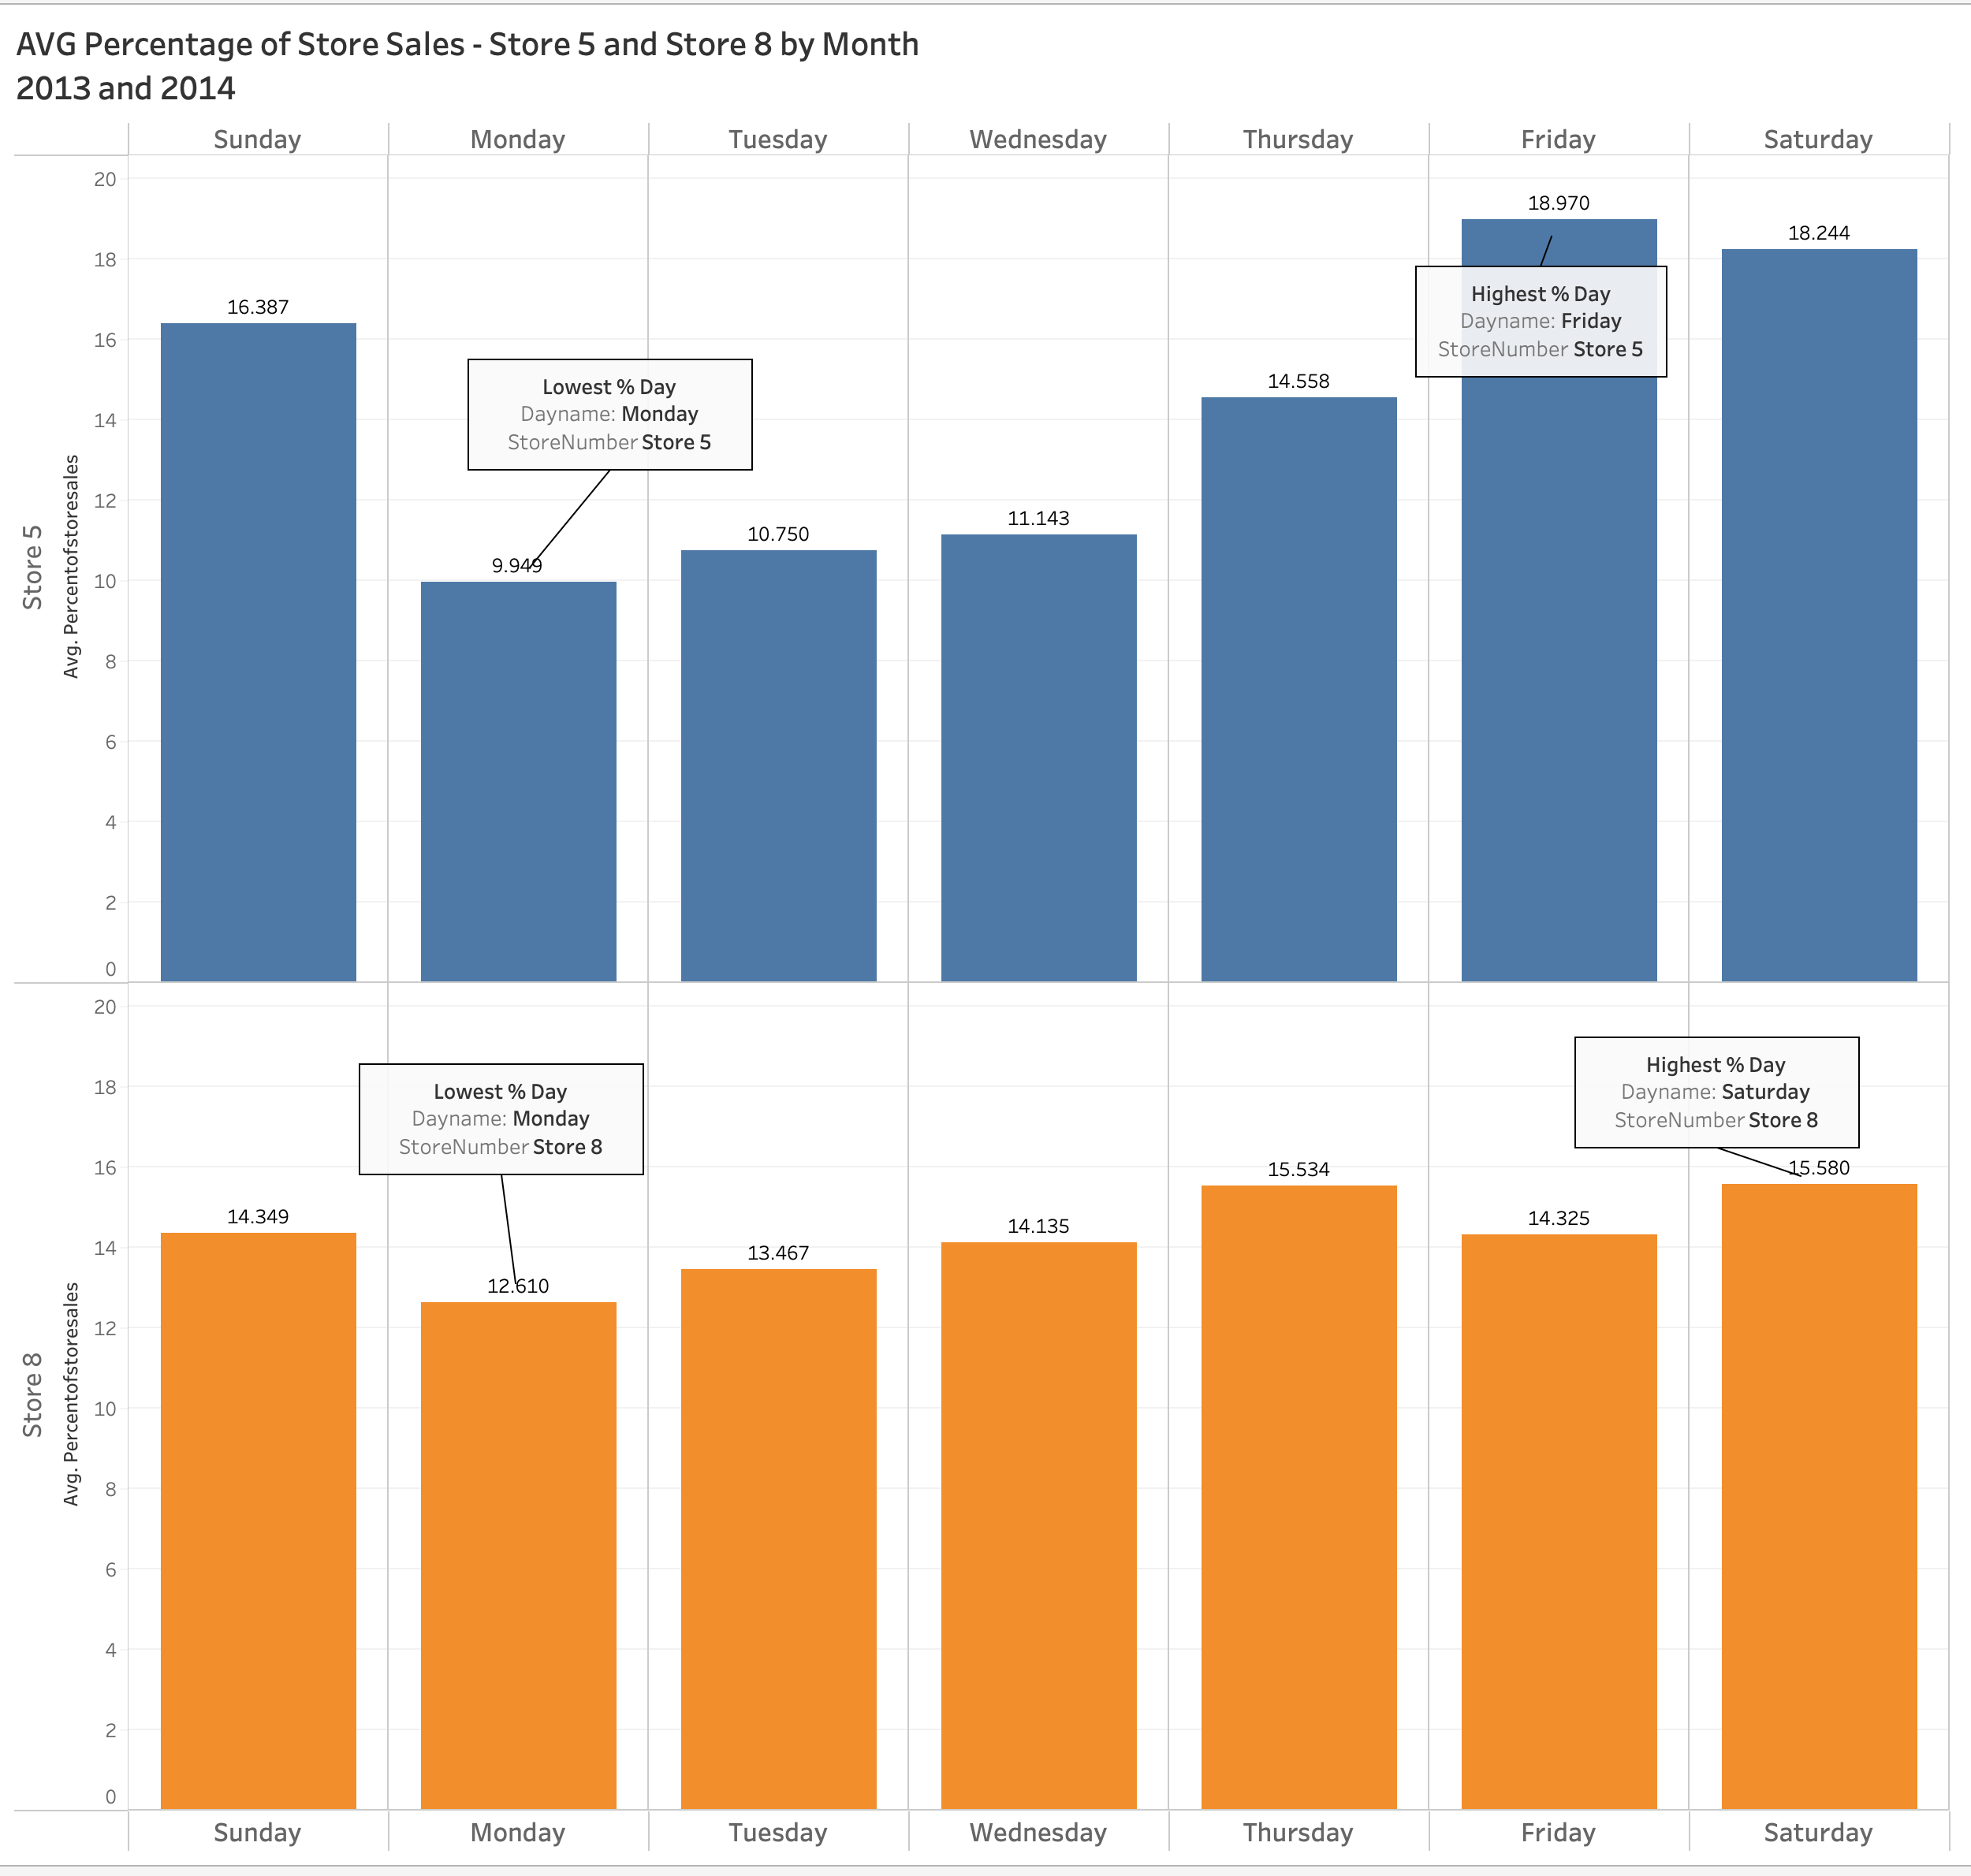 AVG Percentage of Store Sales - Store 5 and Store 8 by Month
2013 and 2014
Sunday Monday Tuesday Wednesday Thursday Friday Saturday
Store 5
Avg. Percentofstoresales
20
18
16
14
12
10
8
6
4
2
0
16.387
9.949
10.750
11.143
14.558
18.970
18.244
Lowest % Day
Dayname: Monday
StoreNumber Store 5
Highest % Day
Dayname: Friday
StoreNumber Store 5
Store 8
Avg. Percentofstoresales
20
18
16
14
12
10
8
6
4
2
0
14.349
12.610
13.467
14.135
15.534
14.325
15.580
Lowest % Day
Dayname: Monday
StoreNumber Store 8
Highest % Day
Dayname: Saturday
StoreNumber Store 8
Sunday Monday Tuesday Wednesday Thursday Friday Saturday